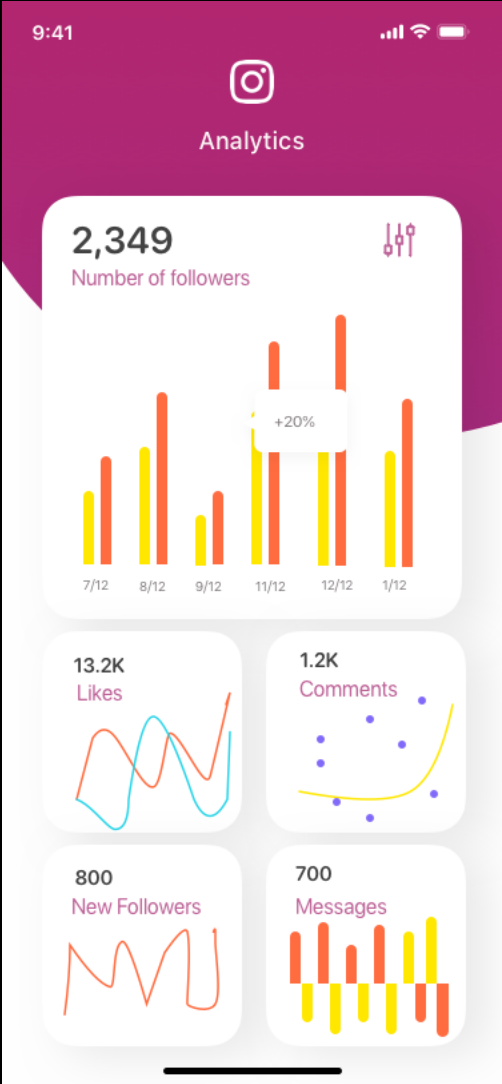 9:41
Analytics
2,349
Number of followers
+20%
7/12 8/12 9/12 11/12 12/12 1/12
13.2K
Likes
1.2K
Comments
800
New Followers
700
Messages